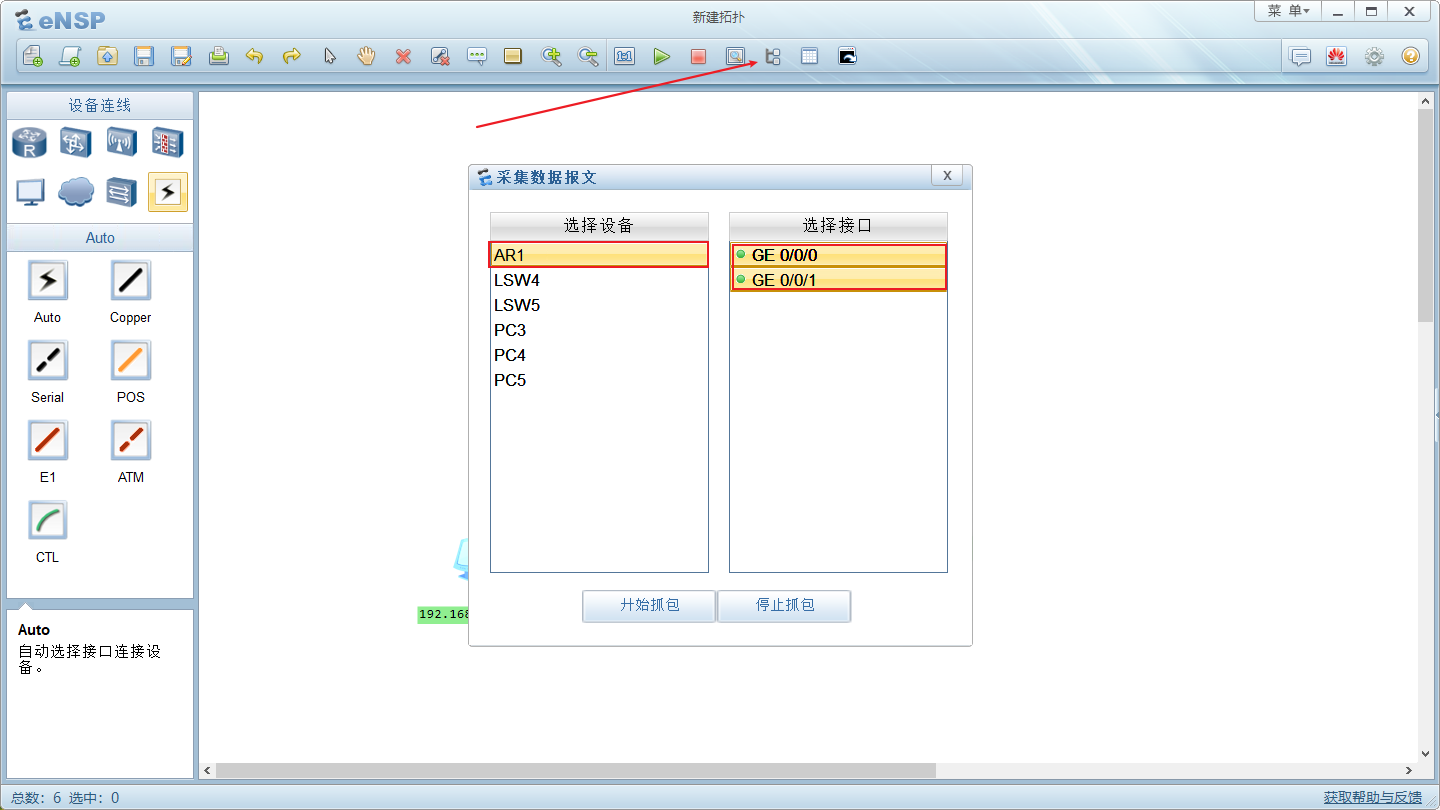 eNSP
新建拓扑
菜 单
1:1
设备连线
R
Auto
Auto
Copper
Serial
POS
E1
ATM
CTL
Auto
自动选择接口连接设
备。
采集数据报文
X
选择设备
选择接口
AR1
GE 0/0/0
LSW4
GE 0/0/1
LSW5
PC3
PC4
PC5
开始抓包
停止抓包
192.168
总数：6 选中：0
获取帮助与反馈